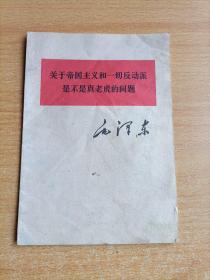 关于帝国主义和一切反动派
是不是真老虎的问题
毛泽东